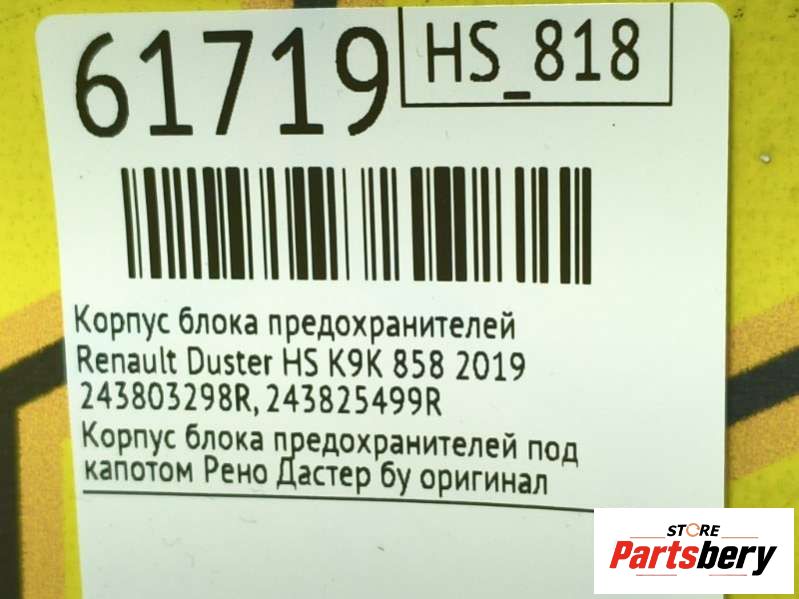 61719
HS_818
Корпус блока предохранителей
Renault Duster HS K9K 858 2019
243803298R, 243825499R
Корпус блока предохранителей под
капотом Рено Дастер бу оригинал
STORE
Partsbery